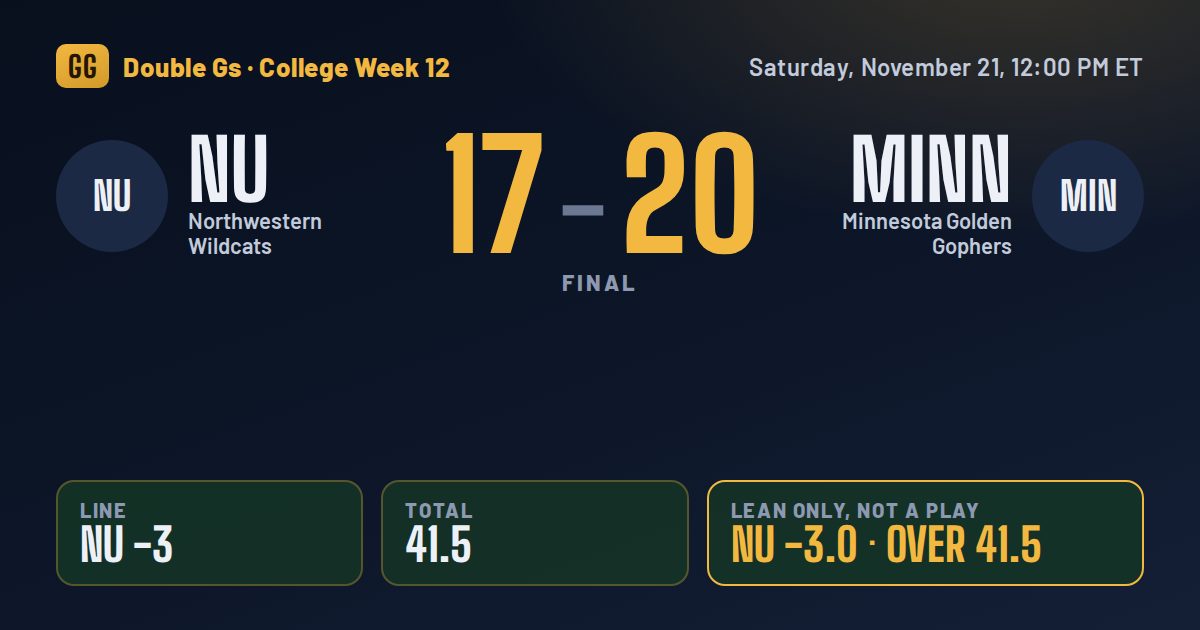 GG Double Gs · College Week 12
Saturday, November 21, 12:00 PM ET
NU
NU
Northwestern
Wildcats
17 – 20
FINAL
MINN
Minnesota Golden
Gophers
MIN
LINE
NU −3
TOTAL
41.5
LEAN ONLY, NOT A PLAY
NU −3.0 · OVER 41.5